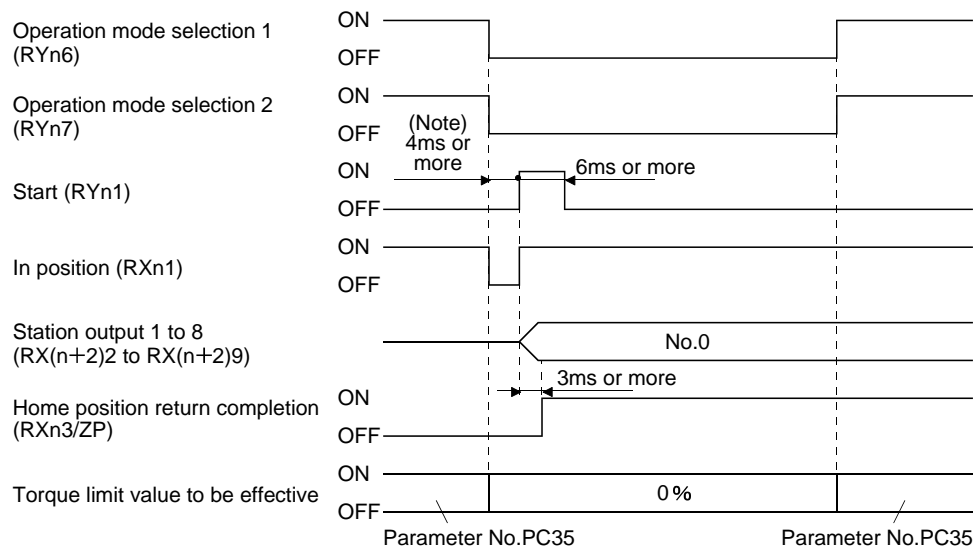 Operation mode selection 1
(RYn6)
ON
OFF
Operation mode selection 2
(RYn7)
ON
OFF
(Note)
4ms or
more
Start (RYn1)
ON
OFF
6ms or more
In position (RXn1)
ON
OFF
Station output 1 to 8
(RX(n+2)2 to RX(n+2)9)
No.0
3ms or more
Home position return completion
(RXn3/ZP)
ON
OFF
Torque limit value to be effective
ON
OFF
0%
Parameter No.PC35
Parameter No.PC35